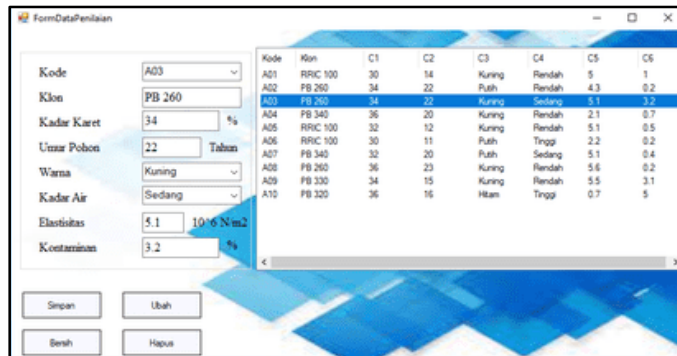 FormDataPenilaian
Kode A03
Klon PB 260
Kadar Karet 34 %
Umur Pohon 22 Tahun
Warna Kuning
Kadar Air Sedang
Elastisitas 5.1 10^6 N/m2
Kontaminan 3.2 %
Simpan Ubah
Bersih Hapus
Kode Klon C1 C2 C3 C4 C5 C6
A01 RRIC 100 30 14 Kuning Rendah 5 1
A02 PB 260 34 22 Putih Rendah 4.3 0.2
A03 PB 260 34 22 Kuning Sedang 5.1 3.2
A04 PB 340 36 20 Kuning Rendah 2.1 0.7
A05 RRIC 100 32 12 Kuning Rendah 5.1 0.5
A06 RRIC 100 30 11 Putih Tinggi 2.2 0.2
A07 PB 340 32 20 Putih Sedang 5.1 0.4
A08 PB 260 36 23 Kuning Rendah 5.6 0.2
A09 PB 330 34 15 Kuning Rendah 5.5 3.1
A10 PB 320 36 16 Hitam Tinggi 0.7 5